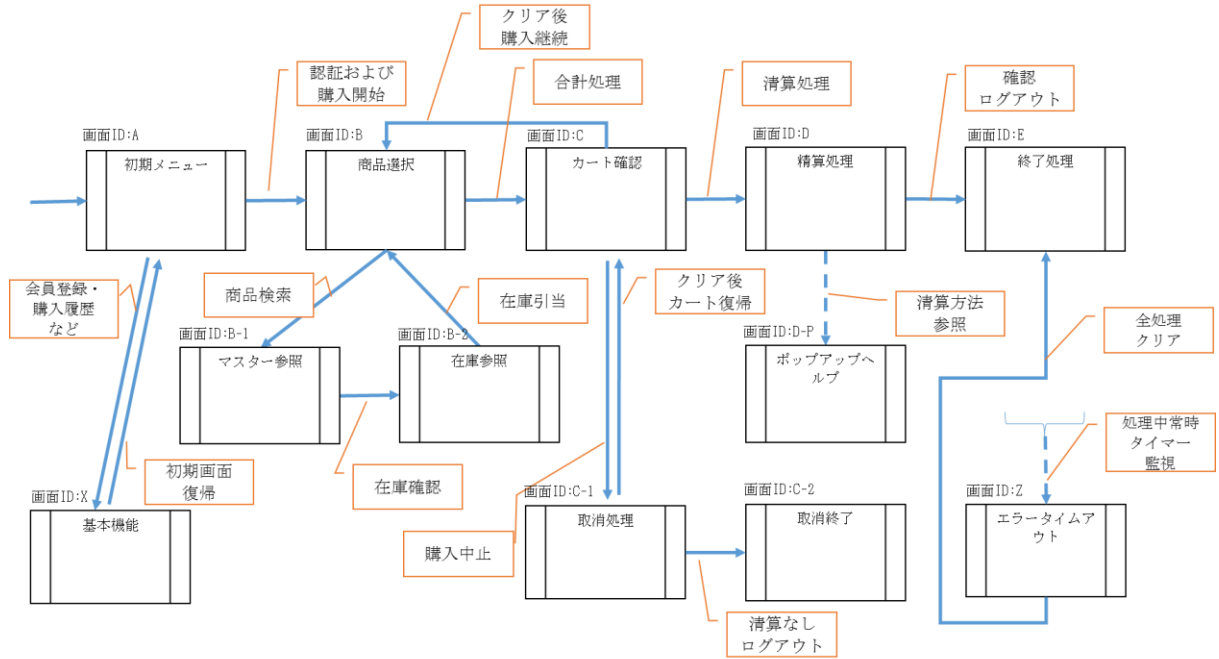 クリア後
購入継続
認証および
購入開始
合計処理
清算処理
確認
ログアウト
画面ID:A
初期メニュー
画面ID:B
商品選択
画面ID:C
カート確認
画面ID:D
精算処理
画面ID:E
終了処理
会員登録・
購入履歴
など
商品検索
在庫引当
クリア後
カート復帰
清算方法
参照
全処理
クリア
画面ID:B-1
マスター参照
画面ID:B-2
在庫参照
画面ID:D-P
ポップアップヘ
ルプ
処理中常時
タイマー
監視
初期画面
復帰
在庫確認
画面ID:X
基本機能
画面ID:C-1
取消処理
画面ID:C-2
取消終了
画面ID:Z
エラータイムア
ウト
購入中止
清算なし
ログアウト